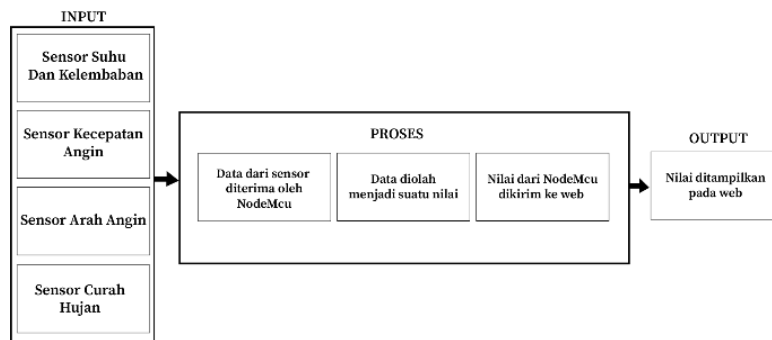 INPUT
Sensor Suhu
Dan Kelembaban
Sensor Kecepatan
Angin
Sensor Arah Angin
Sensor Curah
Hujan
PROSES
Data dari sensor
diterima oleh
NodeMcu
Data diolah
menjadi suatu nilai
Nilai dari NodeMcu
dikirim ke web
OUTPUT
Nilai ditampilkan
pada web